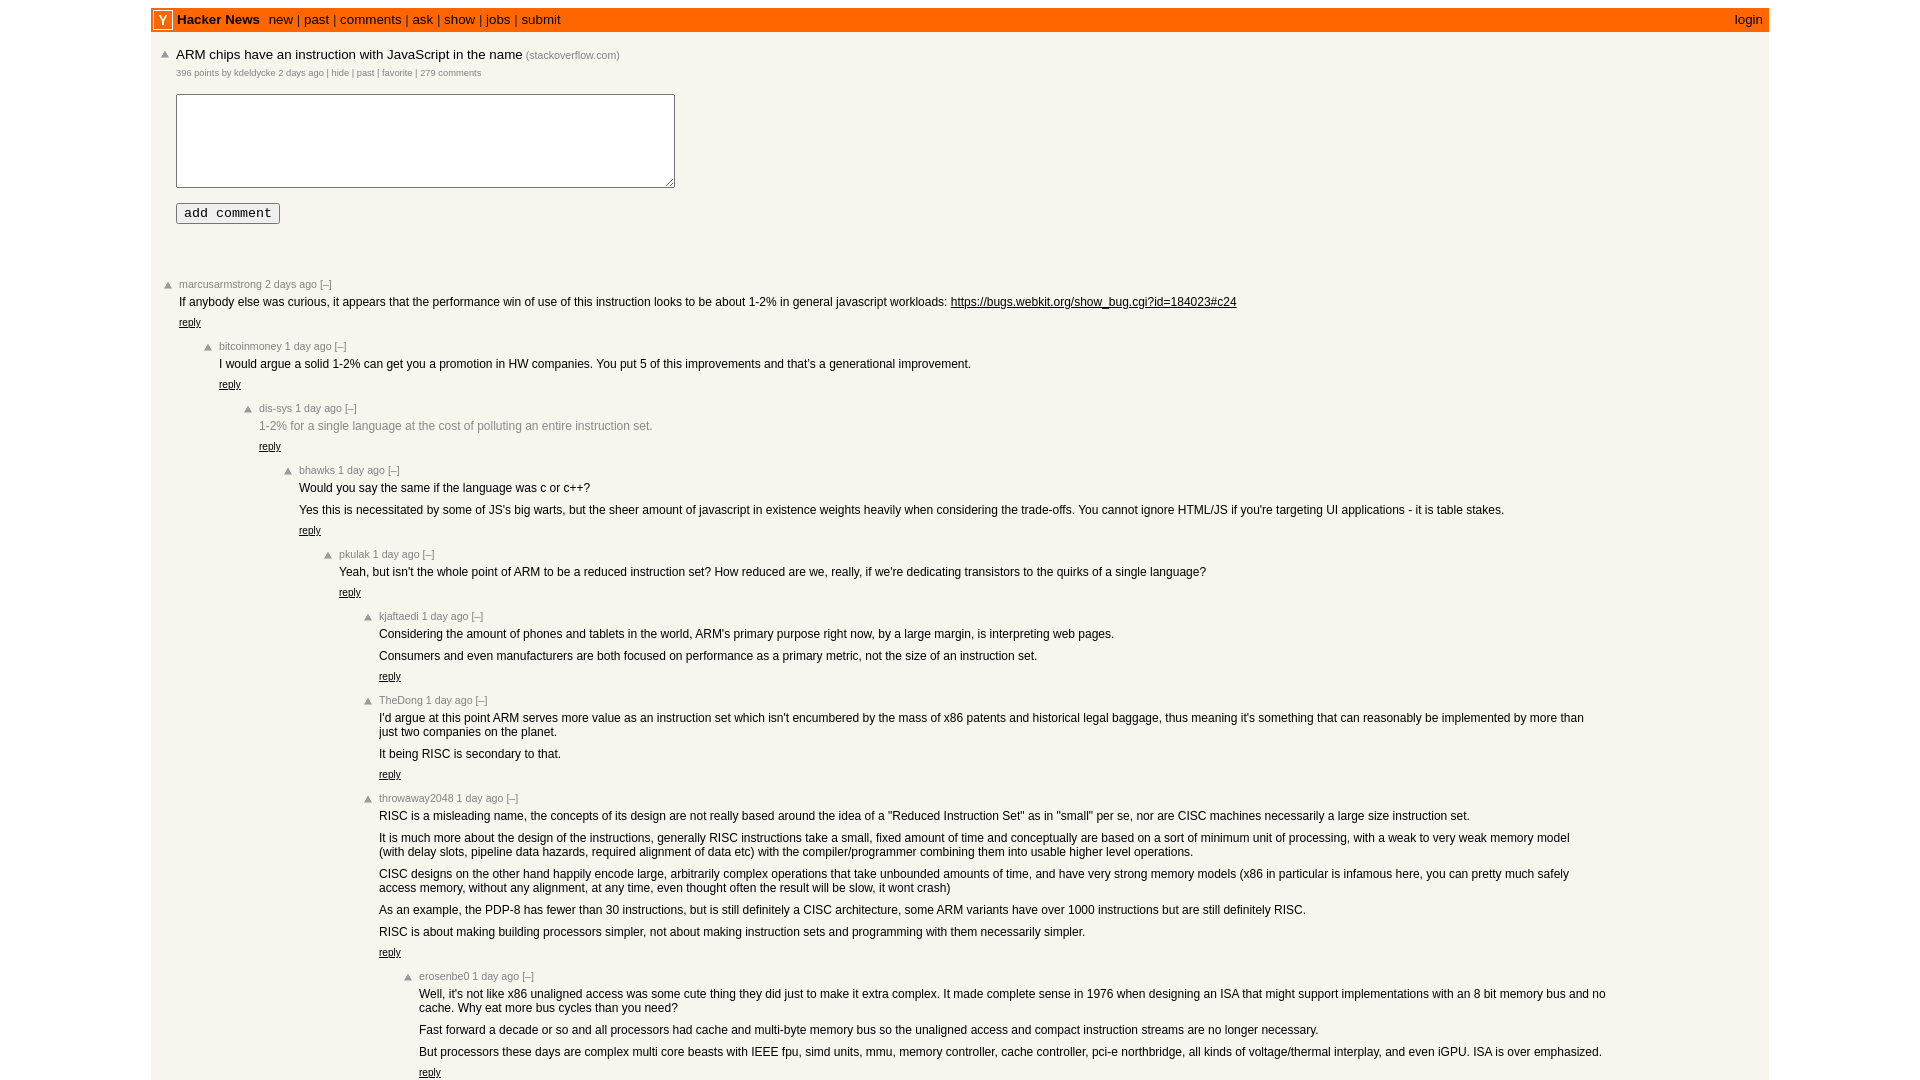 Y Hacker News new | past | comments | ask | show | jobs | submit login
ARM chips have an instruction with JavaScript in the name (stackoverflow.com)
396 points by kdeldycke 2 days ago | hide | past | favorite | 279 comments
add comment
marcusarmstrong 2 days ago [–]
If anybody else was curious, it appears that the performance win of use of this instruction looks to be about 1-2% in general javascript workloads: https://bugs.webkit.org/show_bug.cgi?id=184023#c24
reply
bitcoinmoney 1 day ago [–]
I would argue a solid 1-2% can get you a promotion in HW companies. You put 5 of this improvements and that’s a generational improvement.
reply
dis-sys 1 day ago [–]
1-2% for a single language at the cost of polluting an entire instruction set.
reply
bhawks 1 day ago [–]
Would you say the same if the language was c or c++?
Yes this is necessitated by some of JS's big warts, but the sheer amount of javascript in existence weights heavily when considering the trade-offs. You cannot ignore HTML/JS if you're targeting UI applications - it is table stakes.
reply
pkulak 1 day ago [–]
Yeah, but isn't the whole point of ARM to be a reduced instruction set? How reduced are we, really, if we're dedicating transistors to the quirks of a single language?
reply
kjaftaedi 1 day ago [–]
Considering the amount of phones and tablets in the world, ARM's primary purpose right now, by a large margin, is interpreting web pages.
Consumers and even manufacturers are both focused on performance as a primary metric, not the size of an instruction set.
reply
TheDong 1 day ago [–]
I'd argue at this point ARM serves more value as an instruction set which isn't encumbered by the mass of x86 patents and historical legal baggage, thus meaning it's something that can reasonably be implemented by more than
just two companies on the planet.
It being RISC is secondary to that.
reply
throwaway2048 1 day ago [–]
RISC is a misleading name, the concepts of its design are not really based around the idea of a "Reduced Instruction Set" as in "small" per se, nor are CISC machines necessarily a large size instruction set.
It is much more about the design of the instructions, generally RISC instructions take a small, fixed amount of time and conceptually are based on a sort of minimum unit of processing, with a weak to very weak memory model
(with delay slots, pipeline data hazards, required alignment of data etc) with the compiler/programmer combining them into usable higher level operations.
CISC designs on the other hand happily encode large, arbitrarily complex operations that take unbounded amounts of time, and have very strong memory models (x86 in particular is infamous here, you can pretty much safely
access memory, without any alignment, at any time, even thought often the result will be slow, it wont crash)
As an example, the PDP-8 has fewer than 30 instructions, but is still definitely a CISC architecture, some ARM variants have over 1000 instructions but are still definitely RISC.
RISC is about making building processors simpler, not about making instruction sets and programming with them necessarily simpler.
reply
erosenbe0 1 day ago [–]
Well, it's not like x86 unaligned access was some cute thing they did just to make it extra complex. It made complete sense in 1976 when designing an ISA that might support implementations with an 8 bit memory bus and no
cache. Why eat more bus cycles than you need?
Fast forward a decade or so and all processors had cache and multi-byte memory bus so the unaligned access and compact instruction streams are no longer necessary.
But processors these days are complex multi core beasts with IEEE fpu, simd units, mmu, memory controller, cache controller, pci-e northbridge, all kinds of voltage/thermal interplay, and even iGPU. ISA is over emphasized.
reply